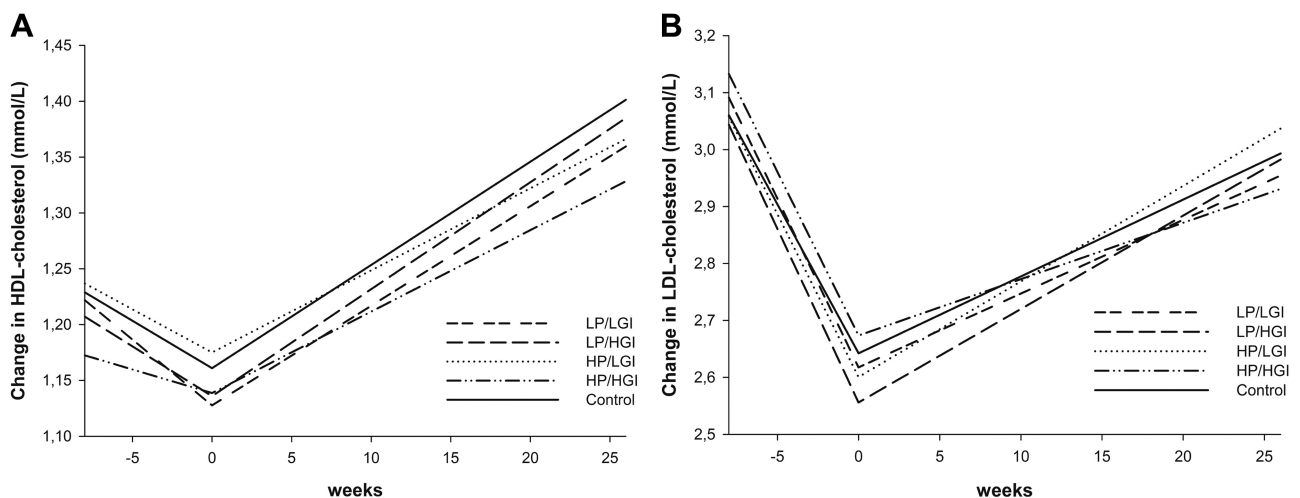 A
Change in HDL-cholesterol (mmol/L)
1,45
1,40
1,35
1,30
1,25
1,20
1,15
1,10
-5 0 5 10 15 20 25
weeks
LP/LGI
LP/HGI
HP/LGI
HP/HGI
Control
B
Change in LDL-cholesterol (mmol/L)
3,2
3,1
3,0
2,9
2,8
2,7
2,6
2,5
-5 0 5 10 15 20 25
weeks
LP/LGI
LP/HGI
HP/LGI
HP/HGI
Control